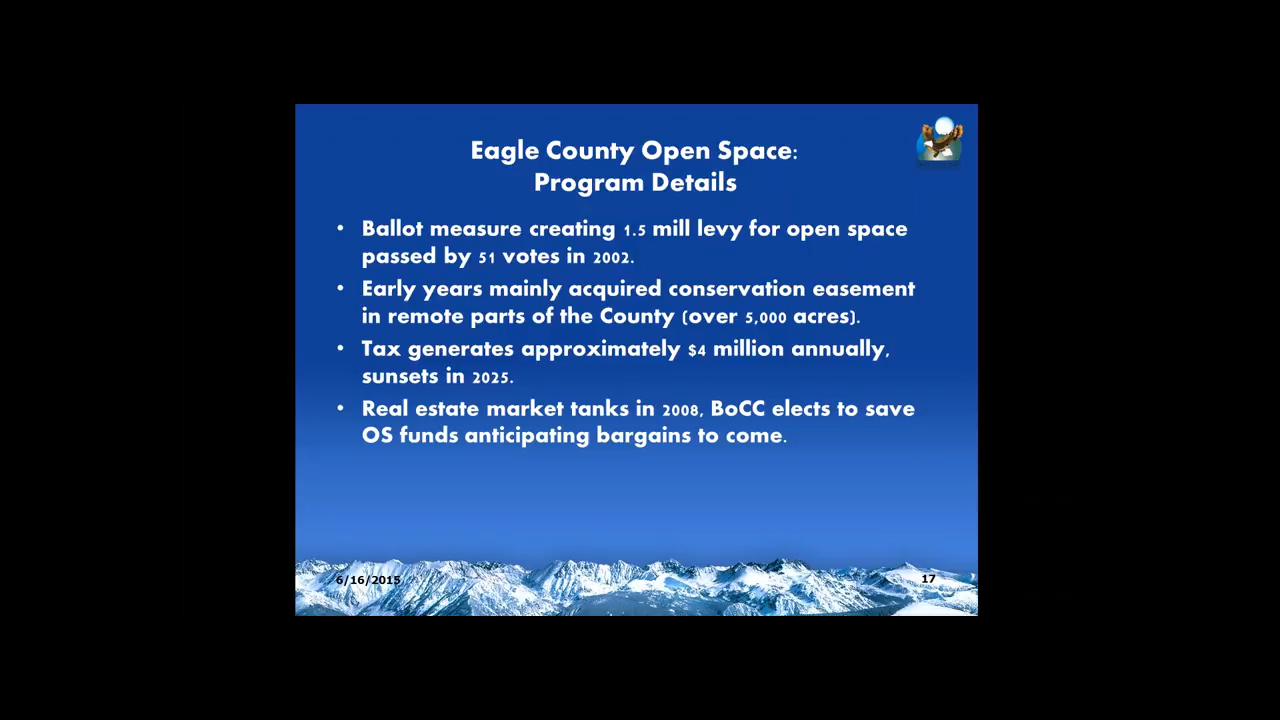 Eagle County Open Space:
Program Details
• Ballot measure creating 1.5 mill levy for open space
passed by 51 votes in 2002.
• Early years mainly acquired conservation easement
in remote parts of the County (over 5,000 acres).
• Tax generates approximately $4 million annually,
sunsets in 2025.
• Real estate market tanks in 2008, BoCC elects to save
OS funds anticipating bargains to come.
6/16/2015
17